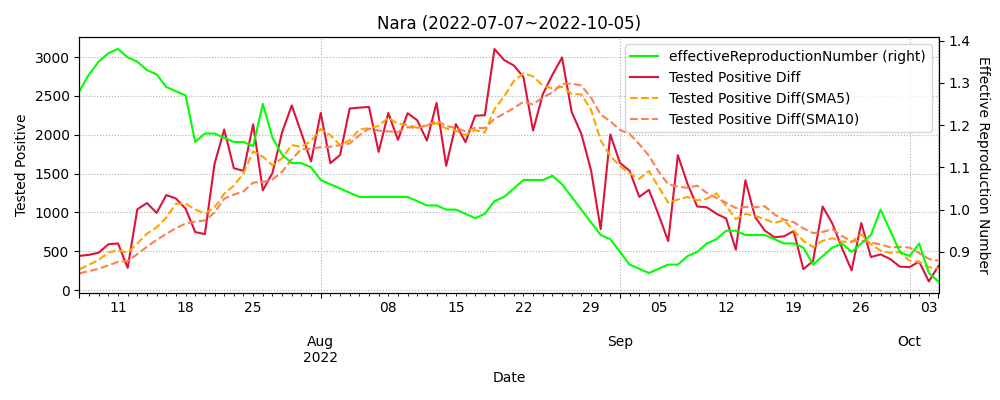 Nara (2022-07-07~2022-10-05)
effectiveReproductionNumber (right)
Tested Positive Diff
Tested Positive Diff(SMA5)
Tested Positive Diff(SMA10)
Tested Positive
3000
2500
2000
1500
1000
500
0
1.4
1.3
1.2
1.1
1.0
0.9
Effective Reproduction Number
11 18 25 08 15 22 29 05 12 19 26 03
Aug Sep Oct
2022
Date